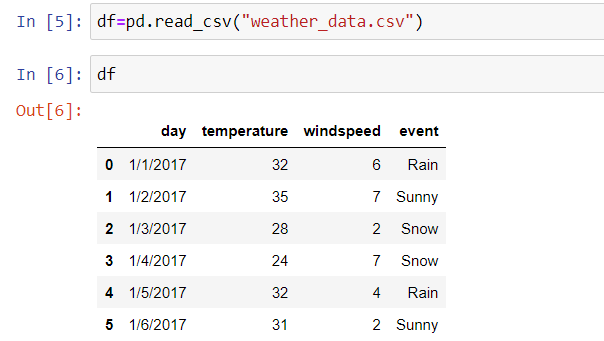 In [5]: df=pd.read_csv("weather_data.csv")
In [6]: df
Out[6]:
day temperature windspeed event
0 1/1/2017 32 6 Rain
1 1/2/2017 35 7 Sunny
2 1/3/2017 28 2 Snow
3 1/4/2017 24 7 Snow
4 1/5/2017 32 4 Rain
5 1/6/2017 31 2 Sunny